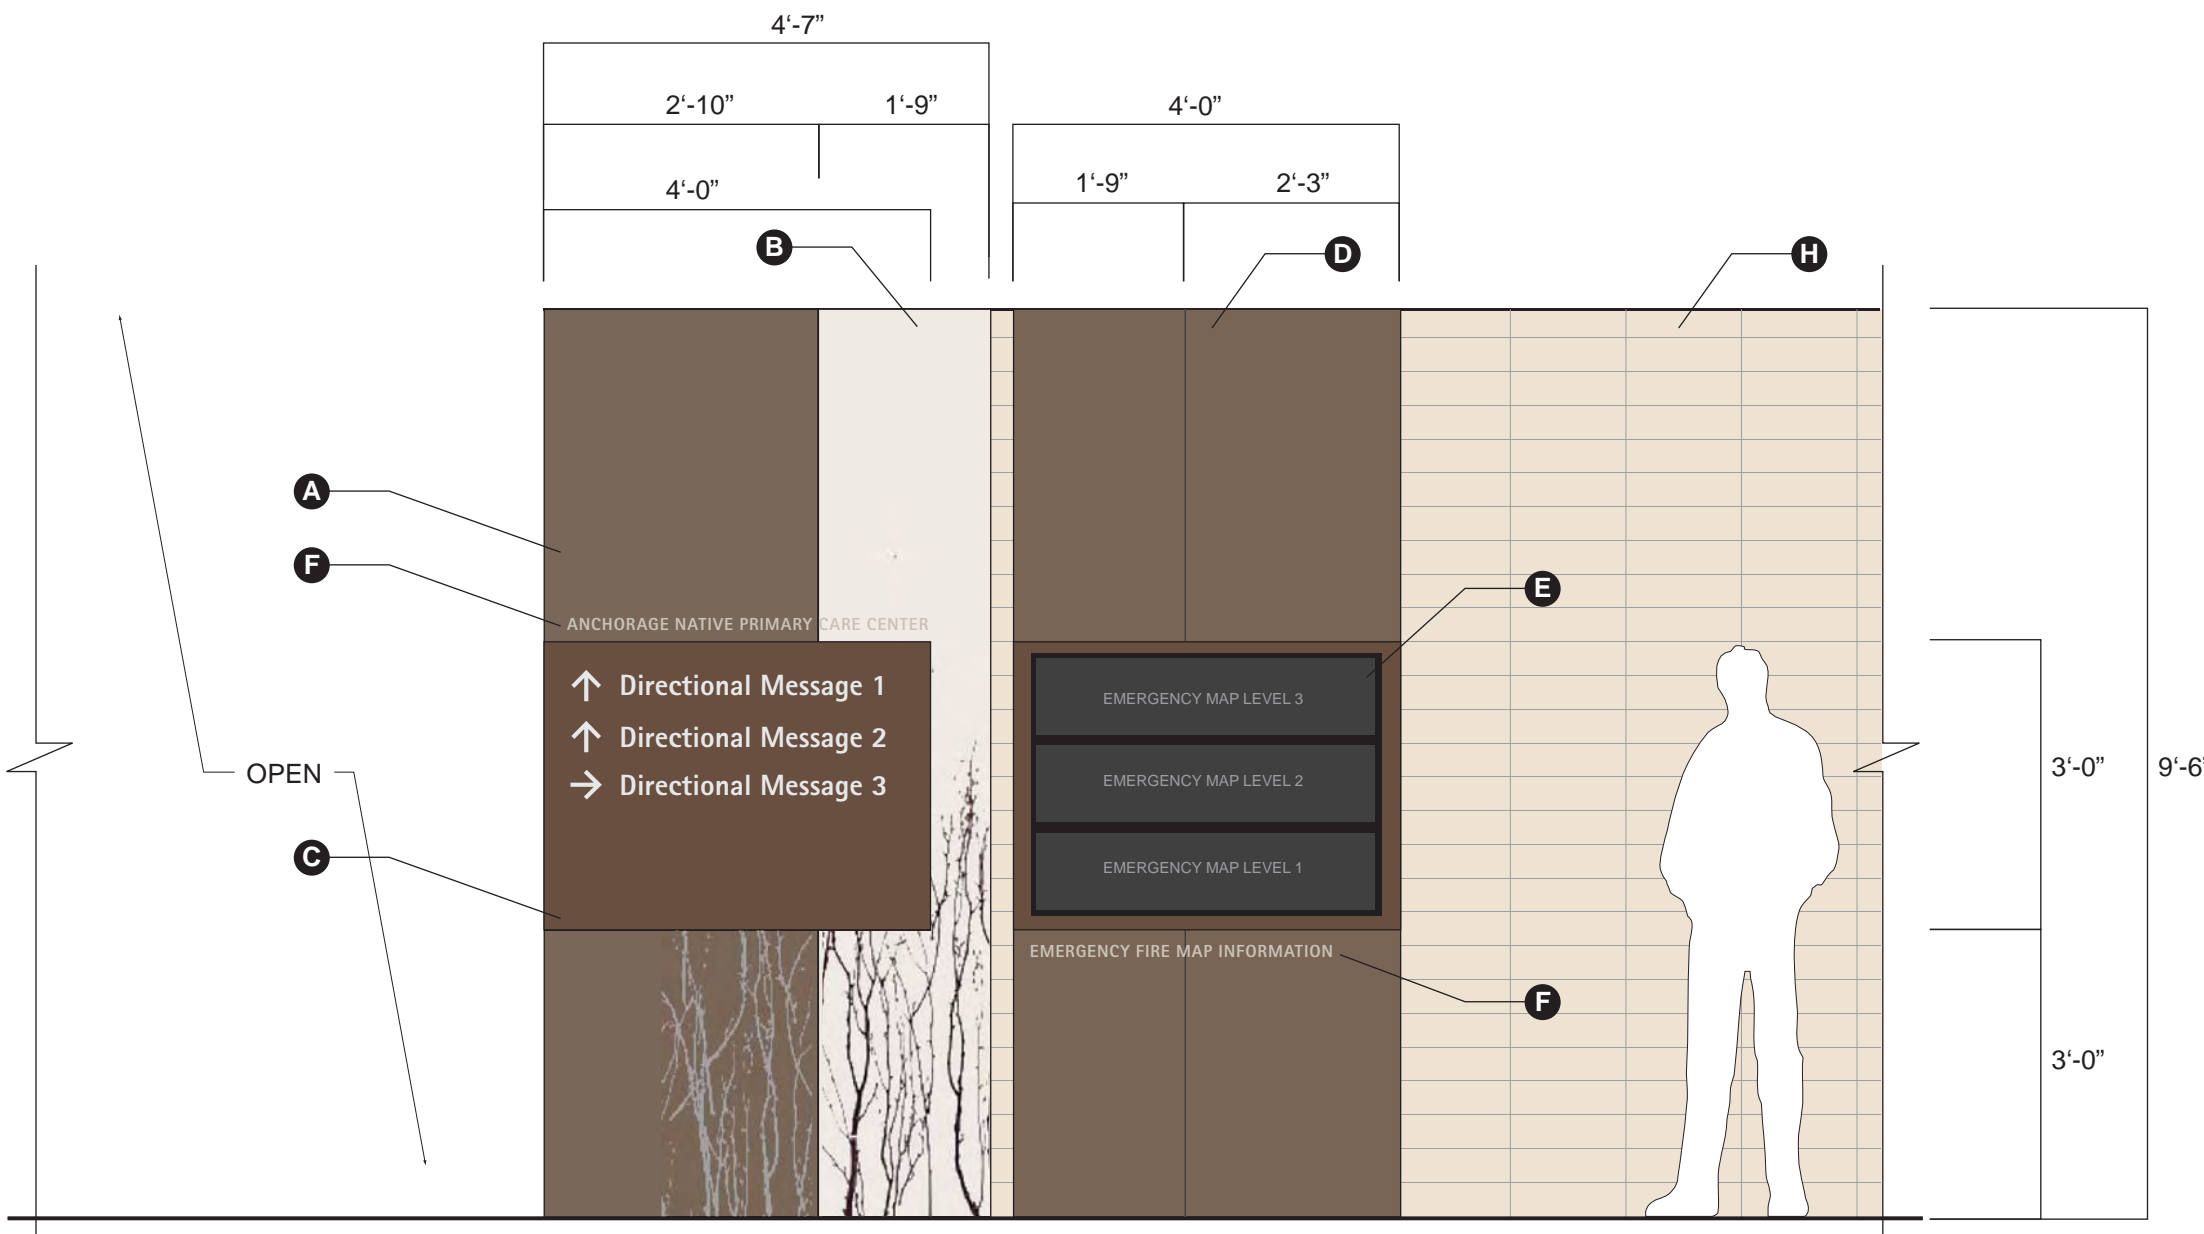 4‘-7”
2‘-10”
1‘-9”
4‘-0”
4‘-0”
1‘-9”
2‘-3”
B
D
H
A
F
E
ANCHORAGE NATIVE PRIMARY CARE CENTER
↑ Directional Message 1
↑ Directional Message 2
→ Directional Message 3
EMERGENCY MAP LEVEL 3
EMERGENCY MAP LEVEL 2
EMERGENCY MAP LEVEL 1
OPEN
3‘-0”
9‘-6’
C
EMERGENCY FIRE MAP INFORMATION
F
3‘-0”